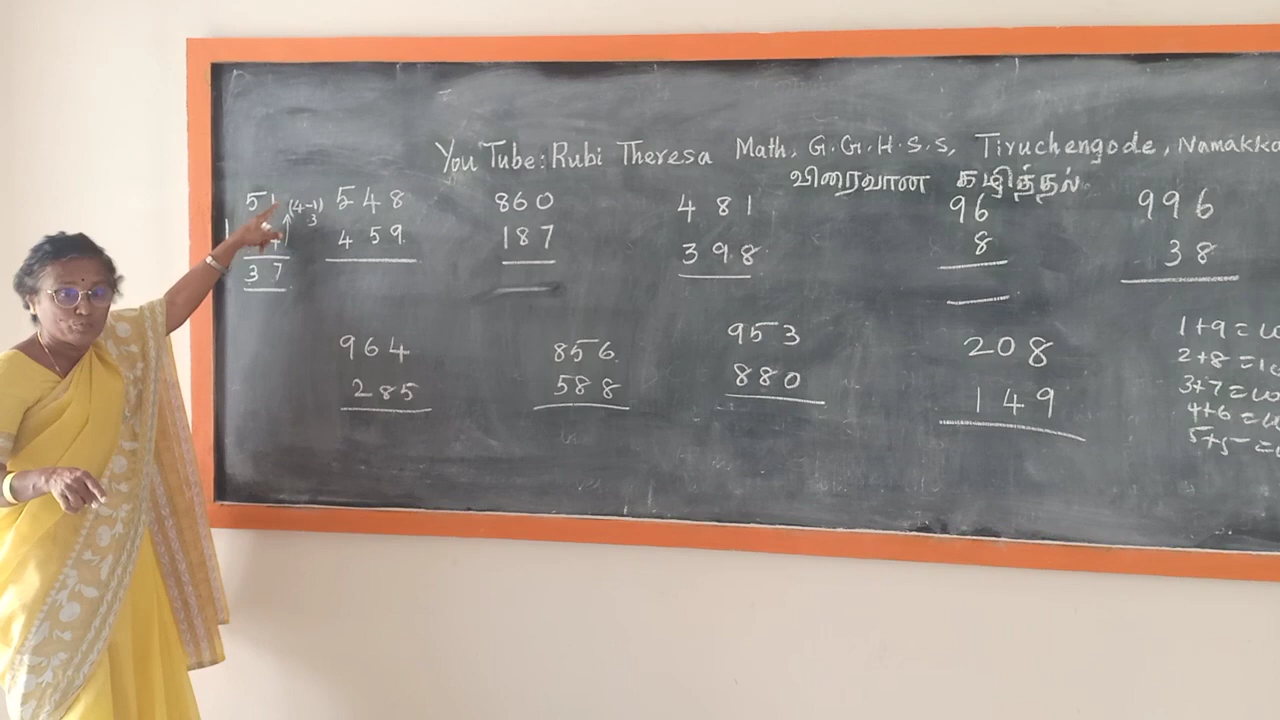 You Tube: Rubi Theresa Math, G.G.H.S.S, Tiruchengode, Namakka
விரைவான கழித்தல்
51 (4-1) 548 860 481 96 996
3
459 187 398 8 38
37
964 856 953 208
285 588 880 149
1+9=
2+8=10
3+7=
4+6=
5+5=